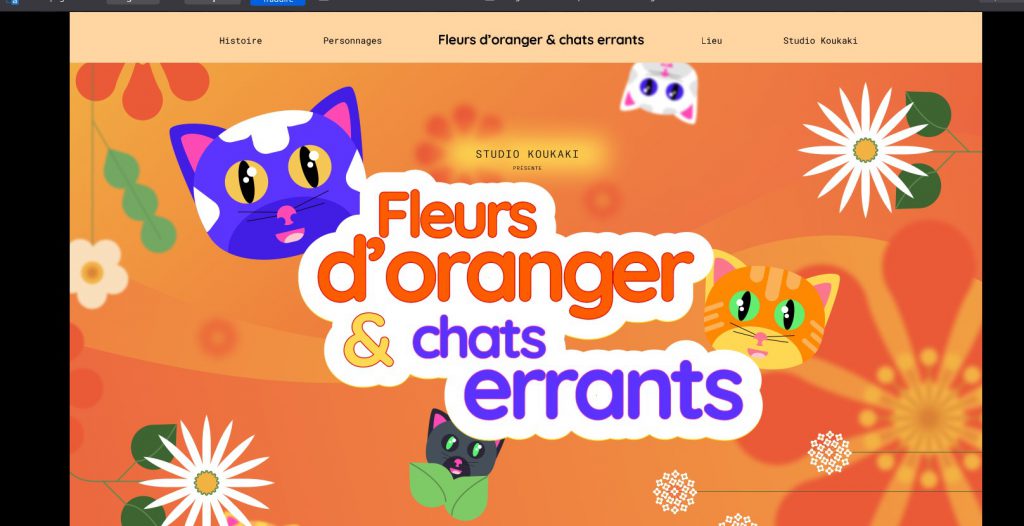 Histoire
Personnages
Fleurs d'oranger & chats errants
Lieu
Studio Koukaki
STUDIO KOUKAKI
PRÉSENTE
Fleurs
d'oranger
& chats
errants